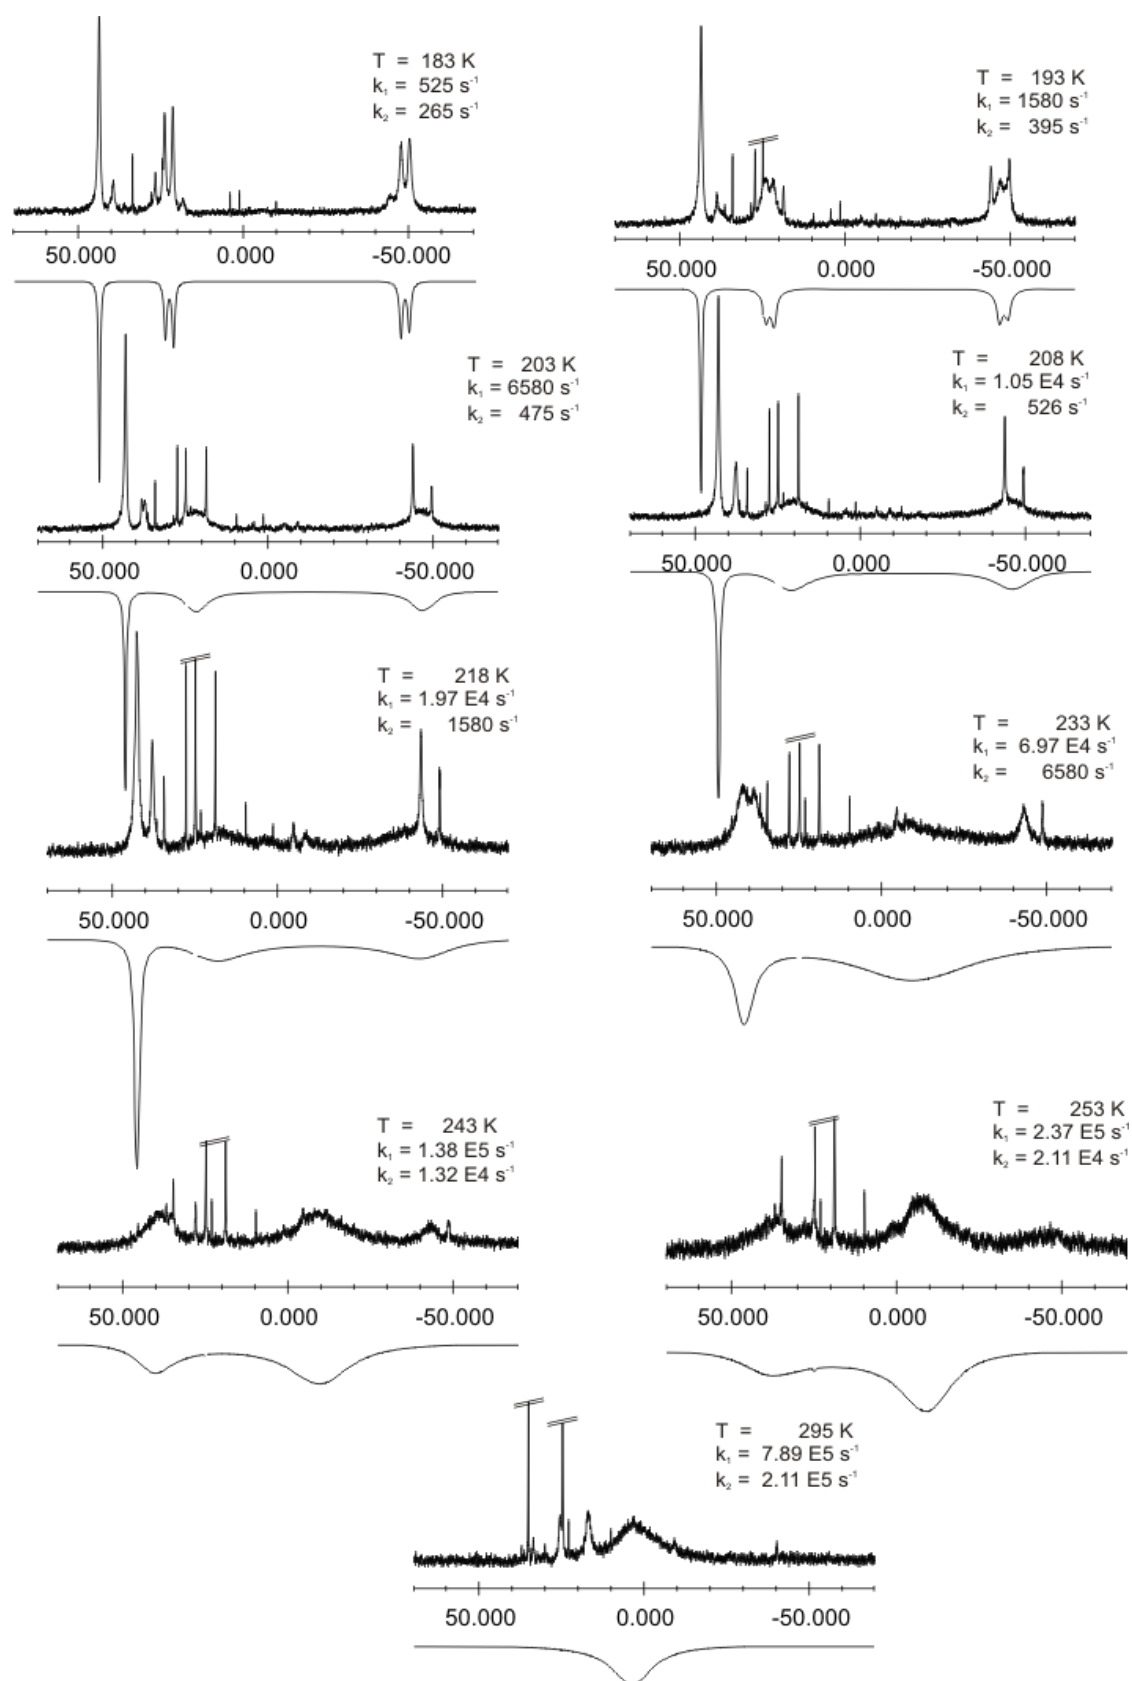 T = 183 K
k₁ = 525 s⁻¹
k₂ = 265 s⁻¹
50.000 0.000 -50.000
T = 193 K
k₁ = 1580 s⁻¹
k₂ = 395 s⁻¹
50.000 0.000 -50.000
T = 203 K
k₁ = 6580 s⁻¹
k₂ = 475 s⁻¹
50.000 0.000 -50.000
T = 208 K
k₁ = 1.05 E4 s⁻¹
k₂ = 526 s⁻¹
50.000 0.000 -50.000
T = 218 K
k₁ = 1.97 E4 s⁻¹
k₂ = 1580 s⁻¹
50.000 0.000 -50.000
T = 233 K
k₁ = 6.97 E4 s⁻¹
k₂ = 6580 s⁻¹
50.000 0.000 -50.000
T = 243 K
k₁ = 1.38 E5 s⁻¹
k₂ = 1.32 E4 s⁻¹
50.000 0.000 -50.000
T = 253 K
k₁ = 2.37 E5 s⁻¹
k₂ = 2.11 E4 s⁻¹
50.000 0.000 -50.000
T = 295 K
k₁ = 7.89 E5 s⁻¹
k₂ = 2.11 E5 s⁻¹
50.000 0.000 -50.000